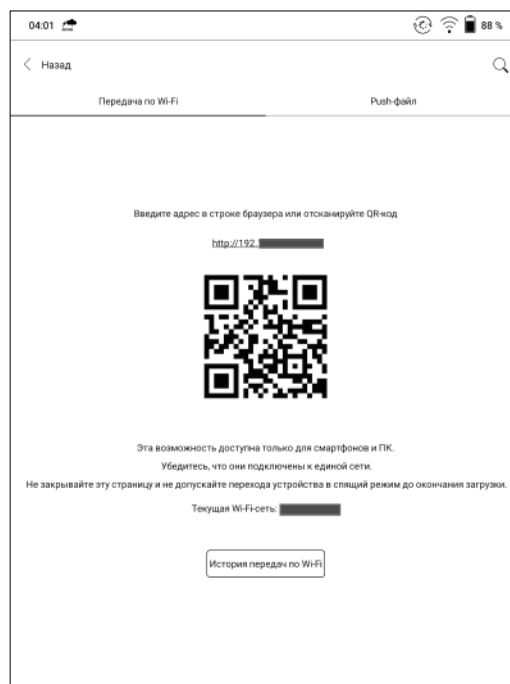 04:01 88 %
Назад
Передача по Wi-Fi Push-файл
Введите адрес в строке браузера или отсканируйте QR-код
http://192.
Эта возможность доступна только для смартфонов и ПК.
Убедитесь, что они подключены к единой сети.
Не закрывайте эту страницу и не допускайте перехода устройства в спящий режим до окончания загрузки.
Текущая Wi-Fi-сеть:
История передач по Wi-Fi